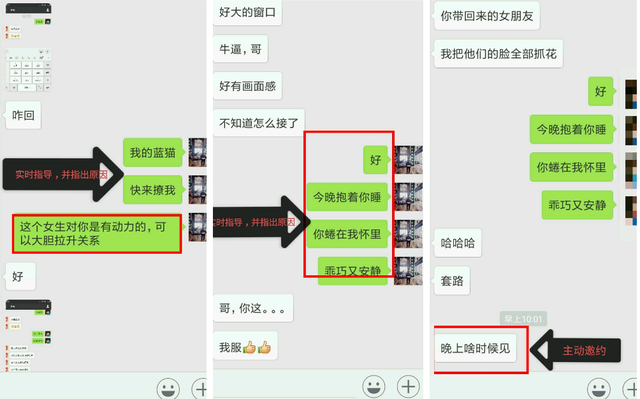 咋回
我的蓝猫
实时指导，并指出原因
快来撩我
这个女生对你是有动力的，可
以大胆拉升关系
好
好大的窗口
牛逼，哥
好有画面感
不知道怎么接了
好
今晚抱着你睡
实时指导，并指出原因
你蜷在我怀里
乖巧又安静
哥，你这。。。
我服👍👍
你带回来的女朋友
我把他们的脸全部抓花
好
今晚抱着你睡
你蜷在我怀里
乖巧又安静
哈哈哈
套路
早上10:01
晚上啥时候见
主动邀约